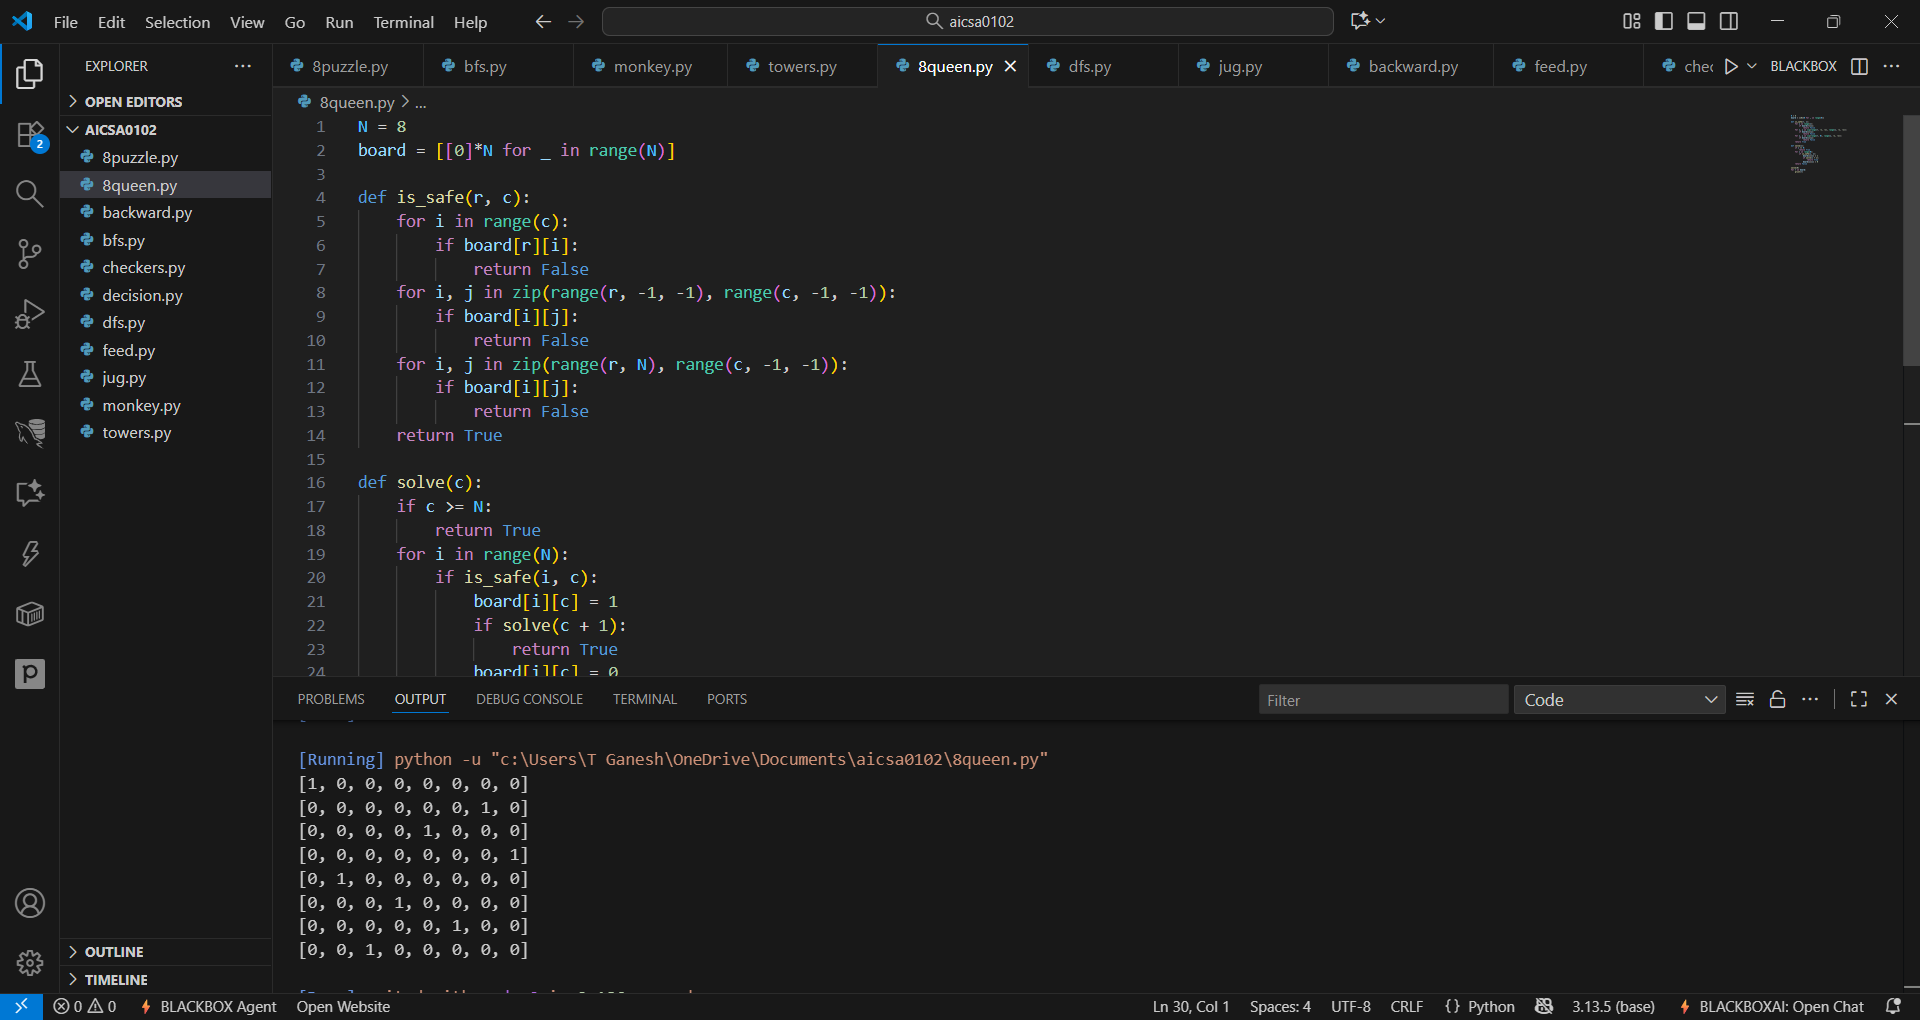 File Edit Selection View Go Run Terminal Help
aicsa0102
EXPLORER
8puzzle.py bfs.py monkey.py towers.py 8queen.py dfs.py jug.py backward.py feed.py chec BLACKBOX
OPEN EDITORS
AICSA0102
8puzzle.py
8queen.py
backward.py
bfs.py
checkers.py
decision.py
dfs.py
feed.py
jug.py
monkey.py
towers.py
OUTLINE
TIMELINE
2
8queen.py > ...
1 N = 8
2 board = [[0]*N for _ in range(N)]
3
4 def is_safe(r, c):
5     for i in range(c):
6         if board[r][i]:
7             return False
8     for i, j in zip(range(r, -1, -1), range(c, -1, -1)):
9         if board[i][j]:
10             return False
11     for i, j in zip(range(r, N), range(c, -1, -1)):
12         if board[i][j]:
13             return False
14     return True
15
16 def solve(c):
17     if c >= N:
18         return True
19     for i in range(N):
20         if is_safe(i, c):
21             board[i][c] = 1
22             if solve(c + 1):
23                 return True
24             board[i][c] = 0
PROBLEMS OUTPUT DEBUG CONSOLE TERMINAL PORTS
Filter Code
[Running] python -u "c:\Users\T Ganesh\OneDrive\Documents\aicsa0102\8queen.py"
[1, 0, 0, 0, 0, 0, 0, 0]
[0, 0, 0, 0, 0, 0, 1, 0]
[0, 0, 0, 0, 1, 0, 0, 0]
[0, 0, 0, 0, 0, 0, 0, 1]
[0, 1, 0, 0, 0, 0, 0, 0]
[0, 0, 0, 1, 0, 0, 0, 0]
[0, 0, 0, 0, 0, 1, 0, 0]
[0, 0, 1, 0, 0, 0, 0, 0]
0 0 BLACKBOX Agent Open Website Ln 30, Col 1 Spaces: 4 UTF-8 CRLF {} Python 3.13.5 (base) BLACKBOXAI: Open Chat